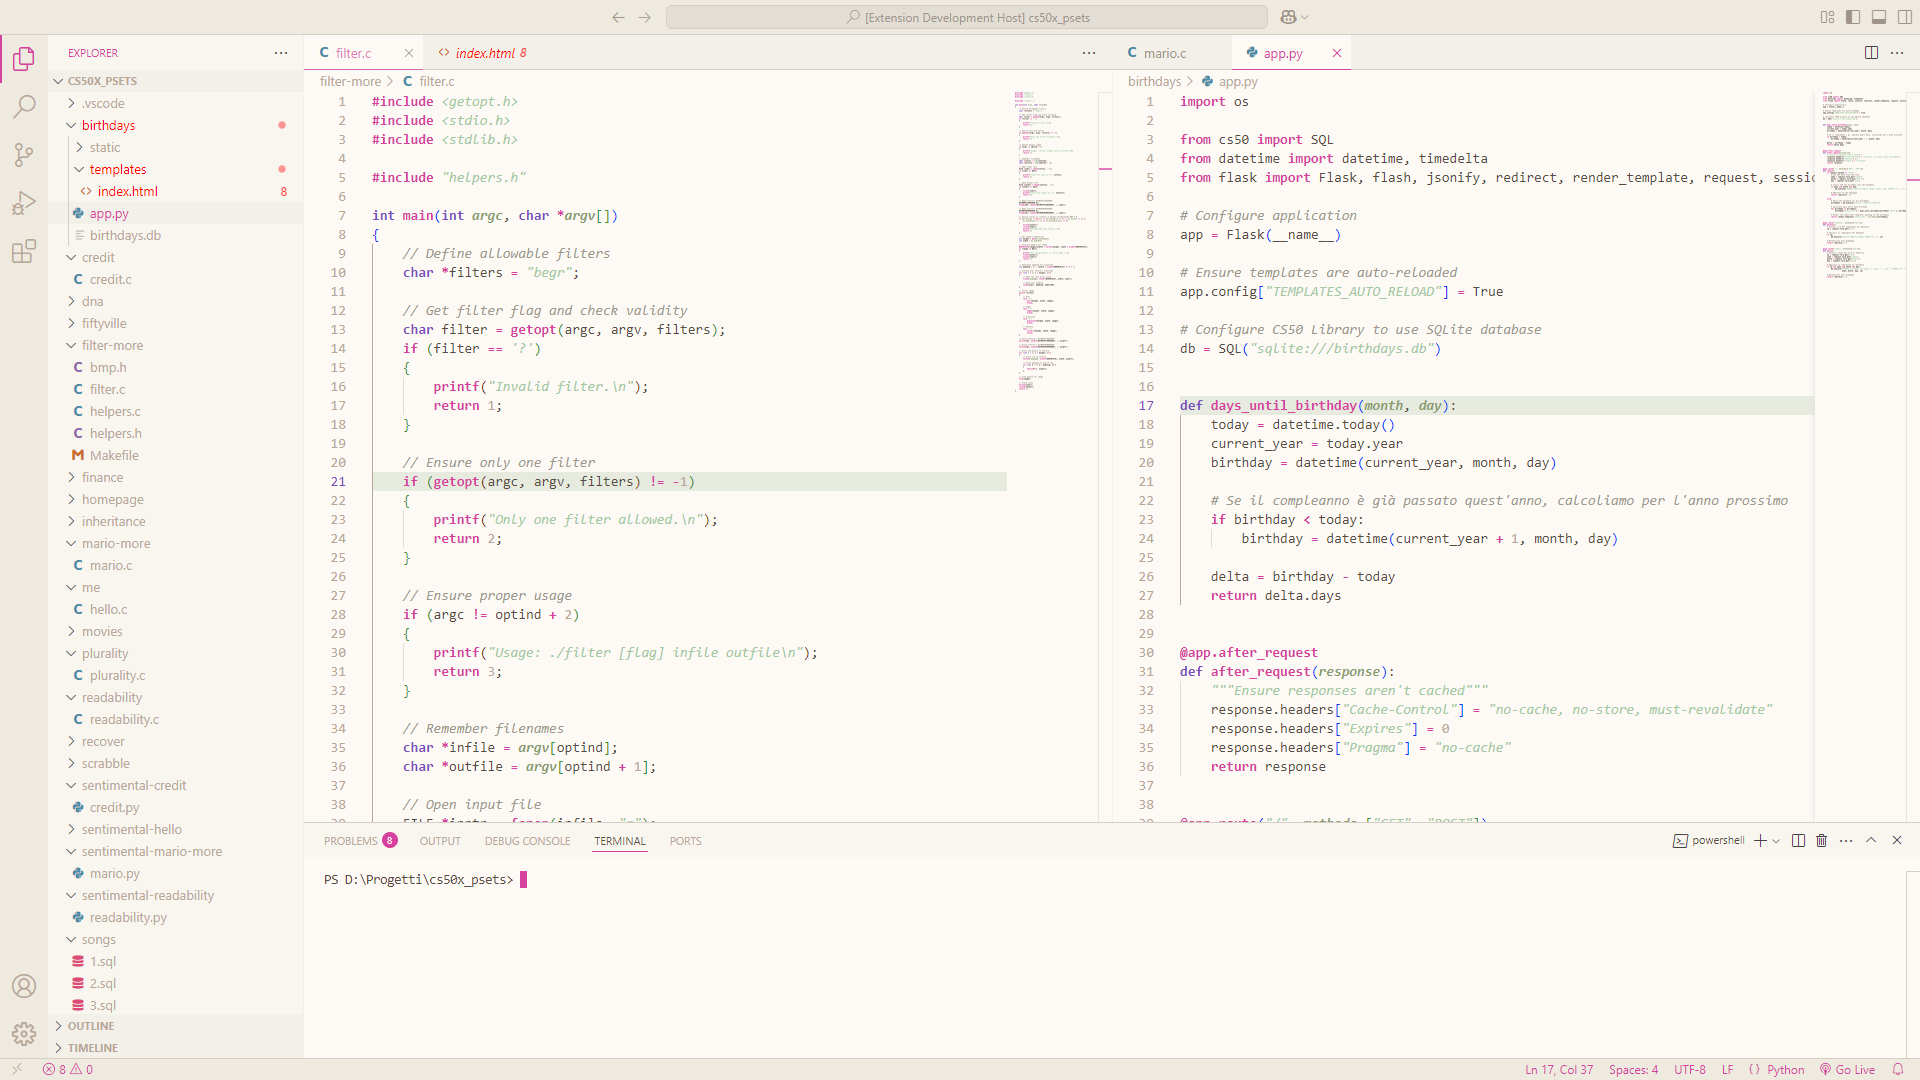 [Extension Development Host] cs50x_psets
EXPLORER
CS50X_PSETS
.vscode
birthdays
static
templates
index.html 8
app.py
birthdays.db
credit
credit.c
dna
fiftyville
filter-more
bmp.h
filter.c
helpers.c
helpers.h
Makefile
finance
homepage
inheritance
mario-more
mario.c
me
hello.c
movies
plurality
plurality.c
readability
readability.c
recover
scrabble
sentimental-credit
credit.py
sentimental-hello
sentimental-mario-more
mario.py
sentimental-readability
readability.py
songs
1.sql
2.sql
3.sql
OUTLINE
TIMELINE
filter.c
index.html 8
filter-more > filter.c
1 #include <getopt.h>
2 #include <stdio.h>
3 #include <stdlib.h>
4
5 #include "helpers.h"
6
7 int main(int argc, char *argv[])
8 {
9 // Define allowable filters
10 char *filters = "begr";
11
12 // Get filter flag and check validity
13 char filter = getopt(argc, argv, filters);
14 if (filter == '?')
15 {
16 printf("Invalid filter.\n");
17 return 1;
18 }
19
20 // Ensure only one filter
21 if (getopt(argc, argv, filters) != -1)
22 {
23 printf("Only one filter allowed.\n");
24 return 2;
25 }
26
27 // Ensure proper usage
28 if (argc != optind + 2)
29 {
30 printf("Usage: ./filter [flag] infile outfile\n");
31 return 3;
32 }
33
34 // Remember filenames
35 char *infile = argv[optind];
36 char *outfile = argv[optind + 1];
37
38 // Open input file
mario.c
app.py
birthdays > app.py
1 import os
2
3 from cs50 import SQL
4 from datetime import datetime, timedelta
5 from flask import Flask, flash, jsonify, redirect, render_template, request, sessio
6
7 # Configure application
8 app = Flask(__name__)
9
10 # Ensure templates are auto-reloaded
11 app.config["TEMPLATES_AUTO_RELOAD"] = True
12
13 # Configure CS50 Library to use SQLite database
14 db = SQL("sqlite:///birthdays.db")
15
16
17 def days_until_birthday(month, day):
18 today = datetime.today()
19 current_year = today.year
20 birthday = datetime(current_year, month, day)
21
22 # Se il compleanno è già passato quest'anno, calcoliamo per l'anno prossimo
23 if birthday < today:
24 birthday = datetime(current_year + 1, month, day)
25
26 delta = birthday - today
27 return delta.days
28
29
30 @app.after_request
31 def after_request(response):
32 """Ensure responses aren't cached"""
33 response.headers["Cache-Control"] = "no-cache, no-store, must-revalidate"
34 response.headers["Expires"] = 0
35 response.headers["Pragma"] = "no-cache"
36 return response
37
38
PROBLEMS 8
OUTPUT
DEBUG CONSOLE
TERMINAL
PORTS
powershell
PS D:\Progetti\cs50x_psets>
8 0
Ln 17, Col 37
Spaces: 4
UTF-8
LF
{} Python
Go Live